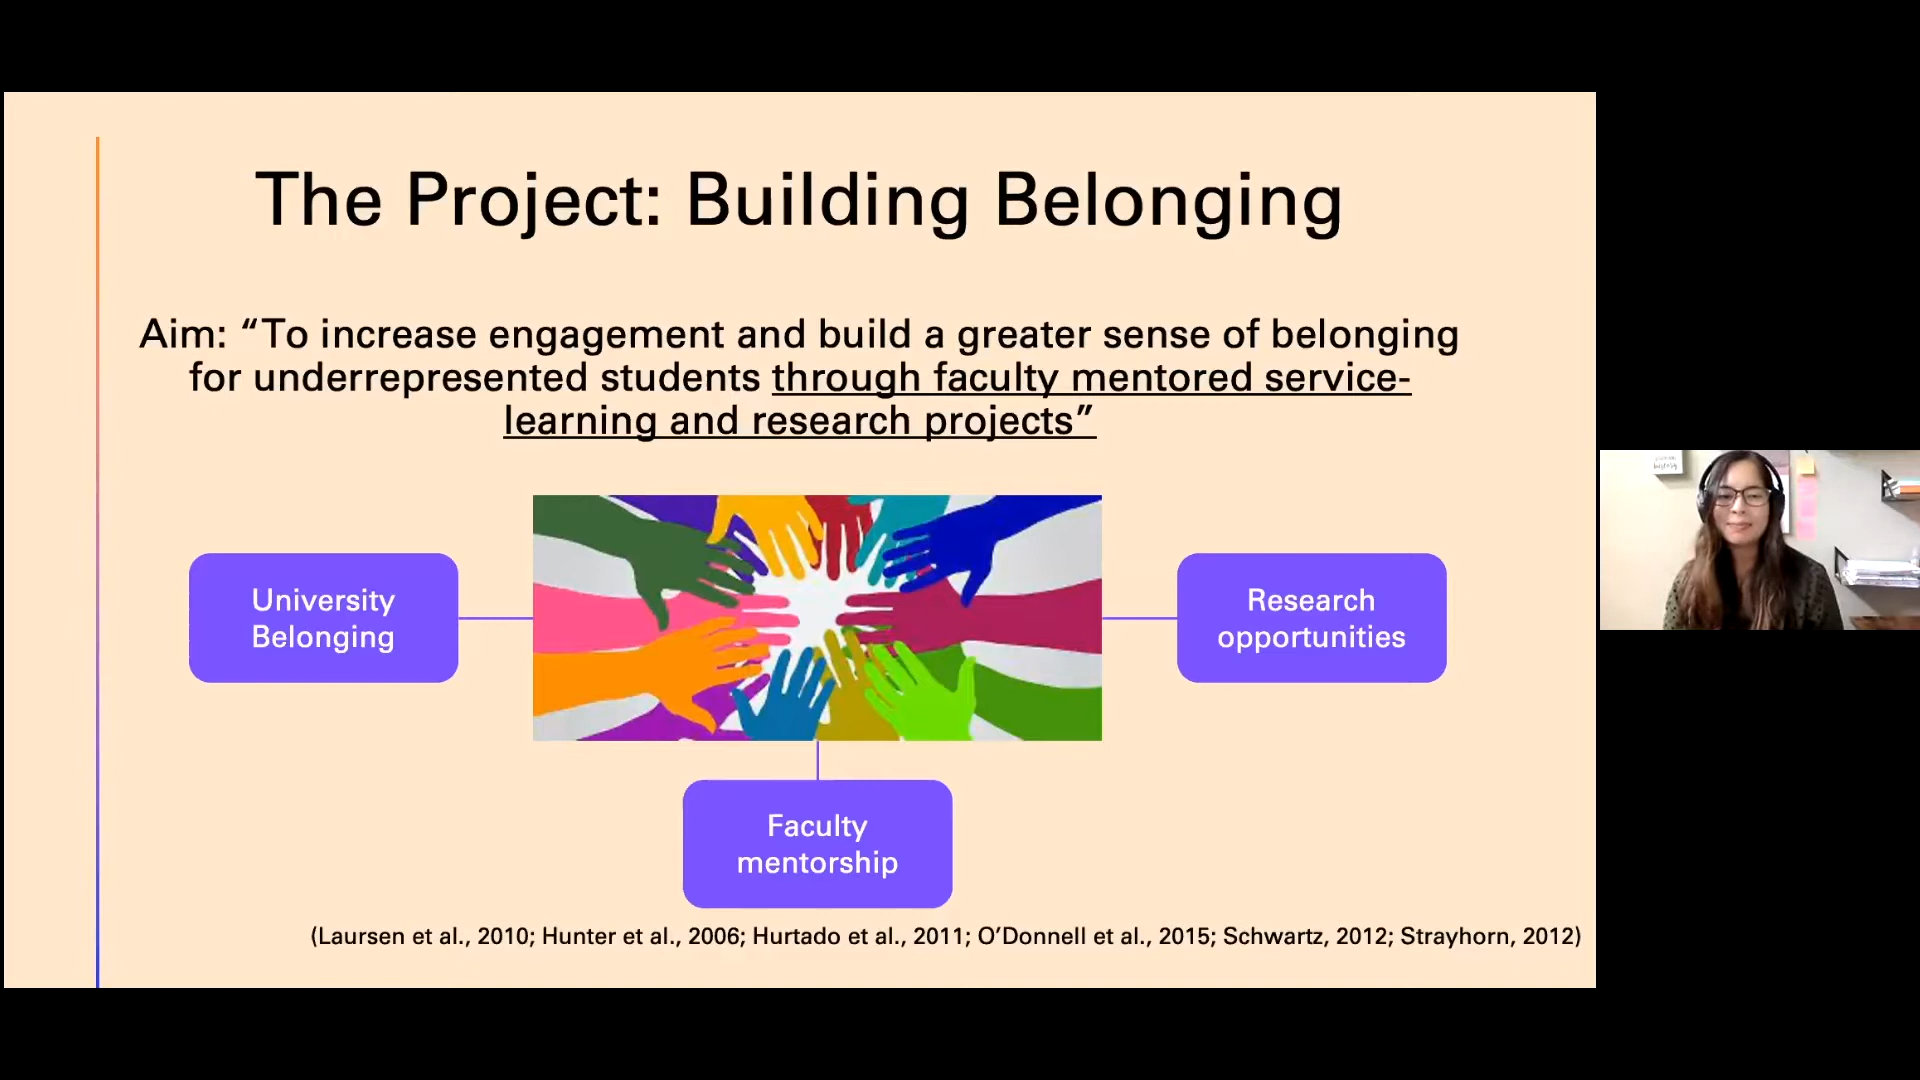 The Project: Building Belonging
Aim: “To increase engagement and build a greater sense of belonging
for underrepresented students through faculty mentored service-
learning and research projects”
University
Belonging
Research
opportunities
Faculty
mentorship
(Laursen et al., 2010; Hunter et al., 2006; Hurtado et al., 2011; O’Donnell et al., 2015; Schwartz, 2012; Strayhorn, 2012)